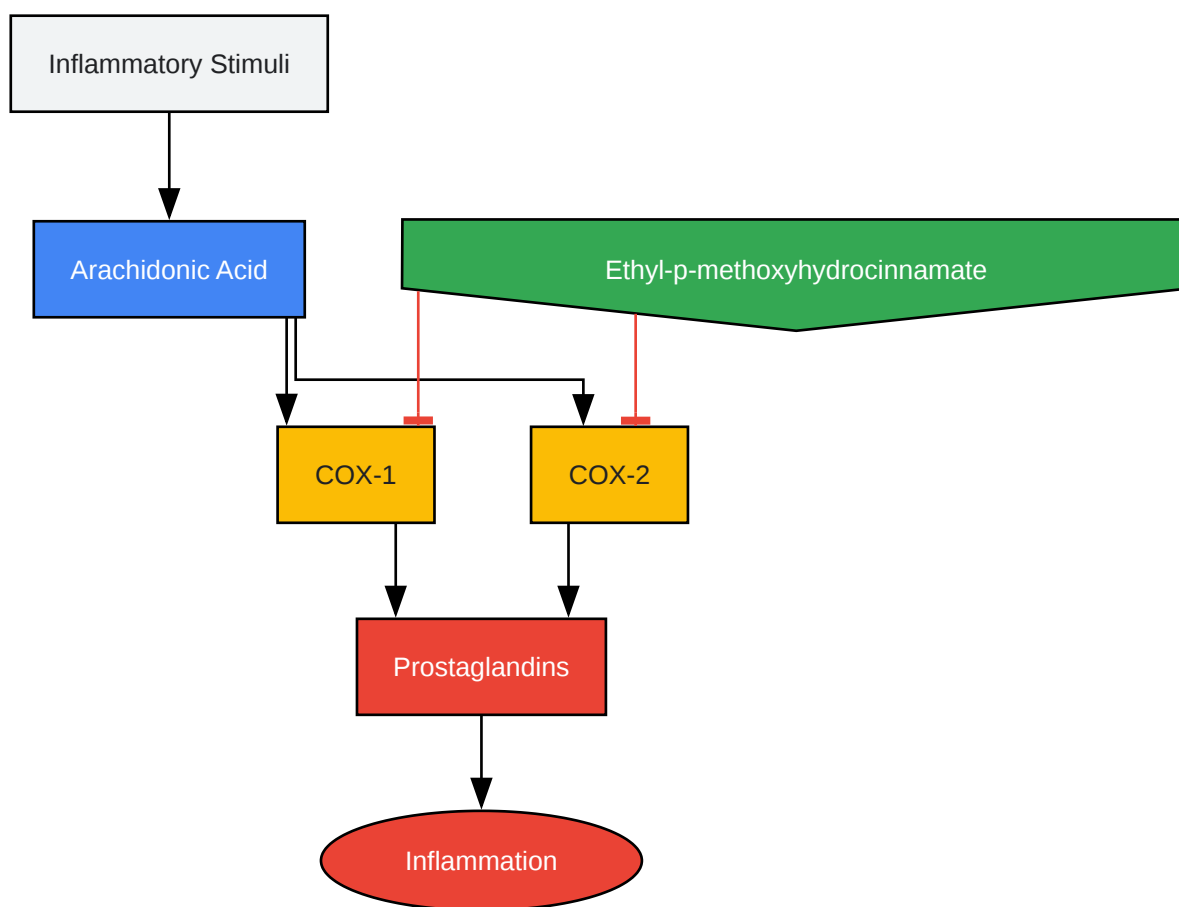 Inflammatory Stimuli
Arachidonic Acid
Ethyl-p-methoxyhydrocinnamate
COX-1
COX-2
Prostaglandins
Inflammation